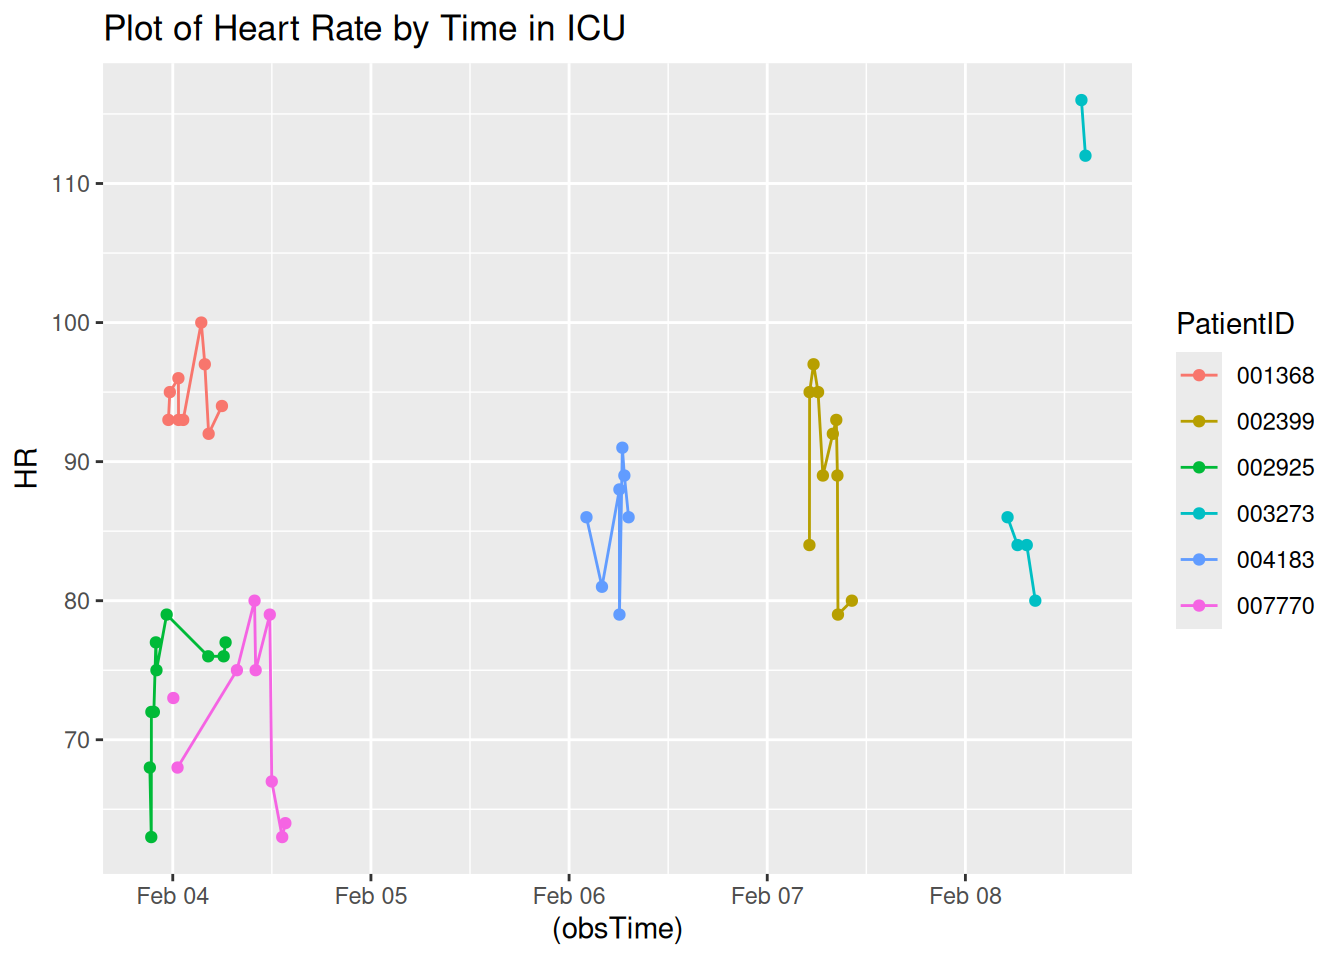 Plot of Heart Rate by Time in ICU
HR
110
100
90
80
70
Feb 04
Feb 05
Feb 06
Feb 07
Feb 08
(obsTime)
PatientID
001368
002399
002925
003273
004183
007770